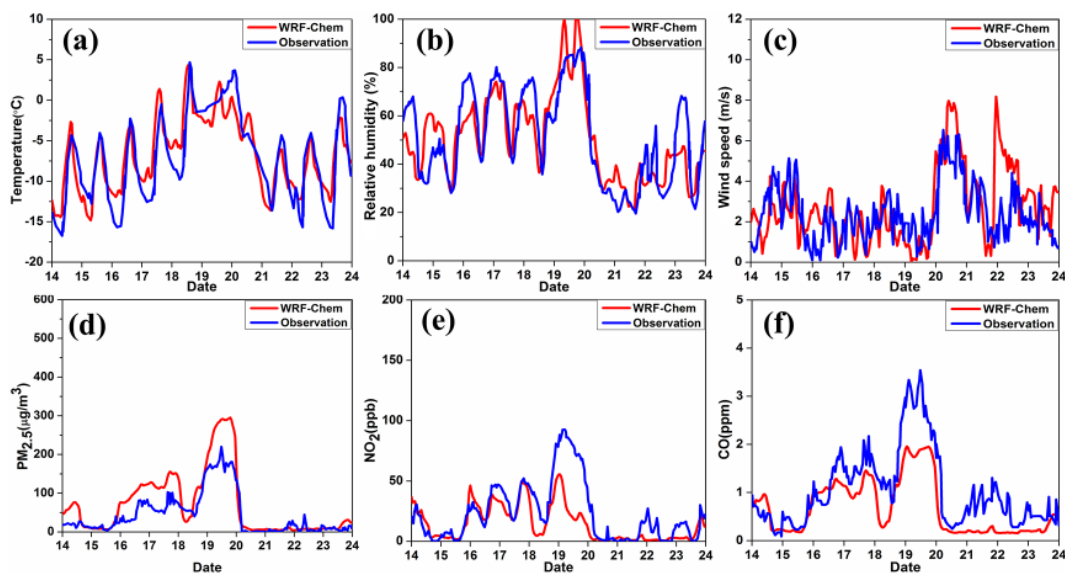 (a)
WRF-Chem
Observation
Temperature(°C)
10
5
0
-5
-10
-15
-20
14 15 16 17 18 19 20 21 22 23 24
Date
(b)
WRF-Chem
Observation
Relative humidity (%)
100
80
60
40
20
0
14 15 16 17 18 19 20 21 22 23 24
Date
(c)
WRF-Chem
Observation
Wind speed (m/s)
12
10
8
6
4
2
0
14 15 16 17 18 19 20 21 22 23 24
Date
(d)
WRF-Chem
Observation
PM2.5(μg/m³)
600
500
400
300
200
100
0
14 15 16 17 18 19 20 21 22 23 24
Date
(e)
WRF-Chem
Observation
NO2(ppb)
200
150
100
50
0
14 15 16 17 18 19 20 21 22 23 24
Date
(f)
WRF-Chem
Observation
CO(ppm)
5
4
3
2
1
0
14 15 16 17 18 19 20 21 22 23 24
Date